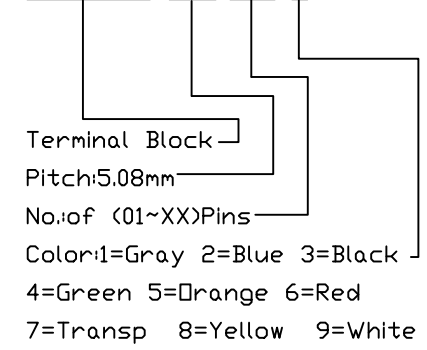 Terminal Block
Pitch:5.08mm
No.:of (01~XX)Pins
Color:1=Gray 2=Blue 3=Black
4=Green 5=Orange 6=Red
7=Transp 8=Yellow 9=White